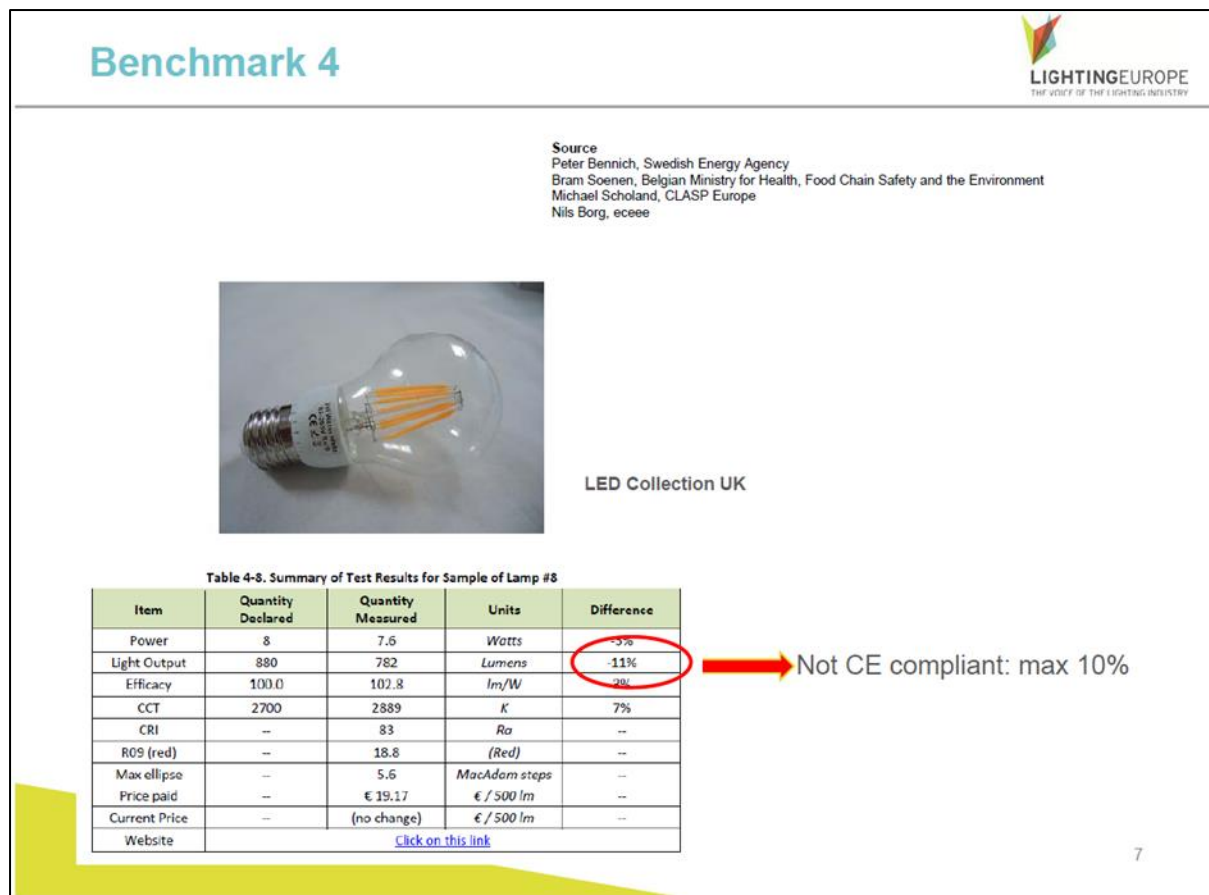 Benchmark 4
LIGHTINGEUROPE
THE VOICE OF THE LIGHTING INDUSTRY
Source
Peter Bennich, Swedish Energy Agency
Bram Soenen, Belgian Ministry for Health, Food Chain Safety and the Environment
Michael Scholand, CLASP Europe
Nils Borg, eceee
LED Collection UK
Table 4-8. Summary of Test Results for Sample of Lamp #8
Item Quantity Declared Quantity Measured Units Difference
Power 8 7.6 Watts -5%
Light Output 880 782 Lumens -11%
Efficacy 100.0 102.8 lm/W 3%
CCT 2700 2889 K 7%
CRI -- 83 Ra --
R09 (red) -- 18.8 (Red) --
Max ellipse -- 5.6 MacAdam steps --
Price paid -- € 19.17 € / 500 lm --
Current Price -- (no change) € / 500 lm --
Website Click on this link
Not CE compliant: max 10%
7